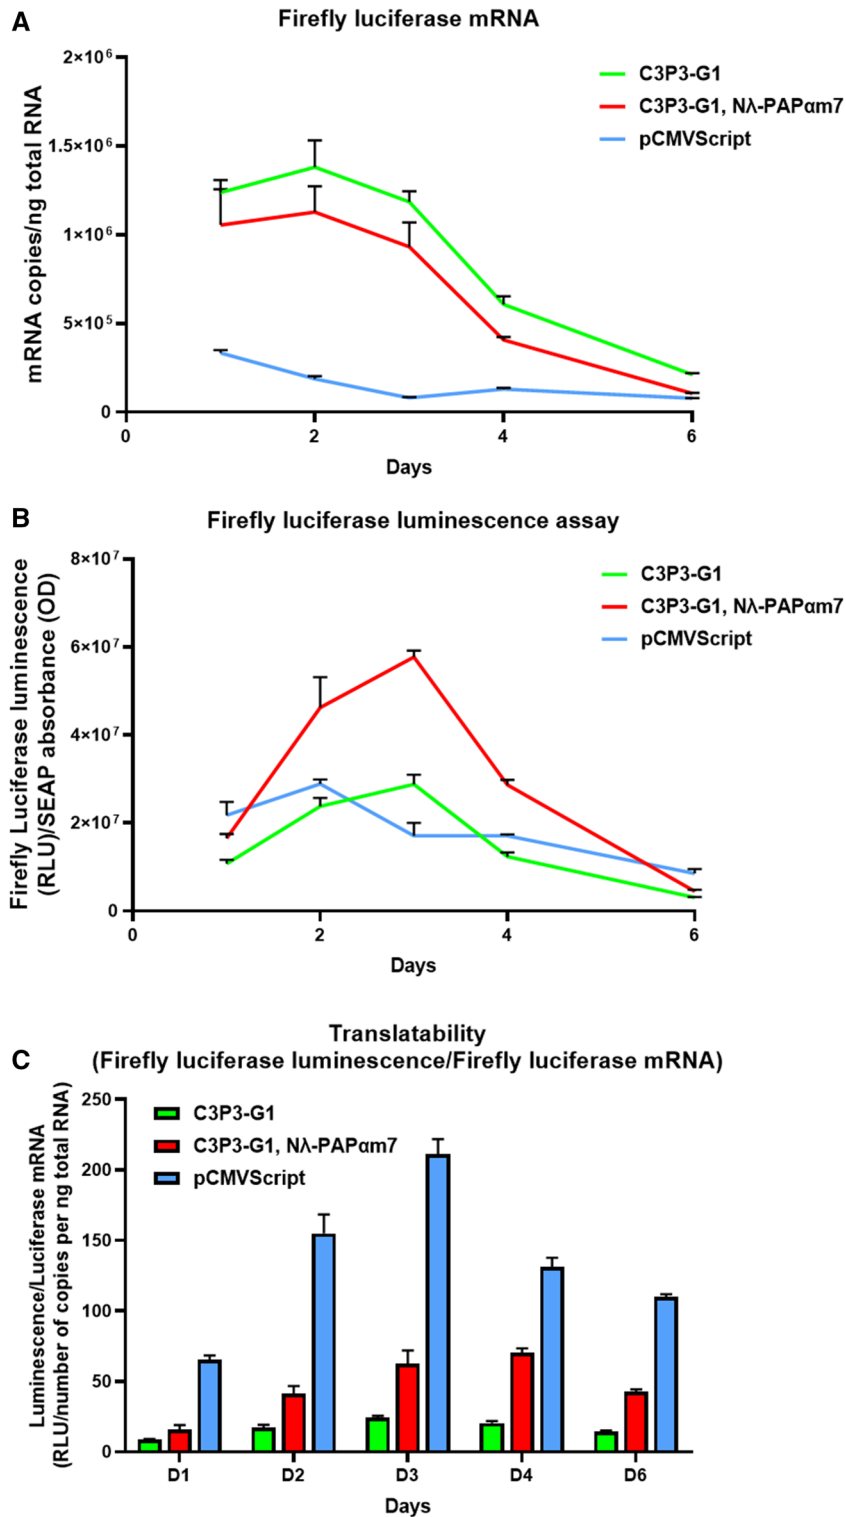 A
Firefly luciferase mRNA
mRNA copies/ng total RNA
2×10⁶
1.5×10⁶
1×10⁶
5×10⁵
0
0
2
4
6
Days
C3P3-G1
C3P3-G1, Nλ-PAPαm7
pCMVScript
B
Firefly luciferase luminescence assay
Firefly Luciferase luminescence
(RLU)/SEAP absorbance (OD)
8×10⁷
6×10⁷
4×10⁷
2×10⁷
0
0
2
4
6
Days
C3P3-G1
C3P3-G1, Nλ-PAPαm7
pCMVScript
C
Translatability
(Firefly luciferase luminescence/Firefly luciferase mRNA)
Luminescence/Luciferase mRNA
(RLU/number of copies per ng total RNA)
250
200
150
100
50
0
C3P3-G1
C3P3-G1, Nλ-PAPαm7
pCMVScript
D1
D2
D3
D4
D6
Days